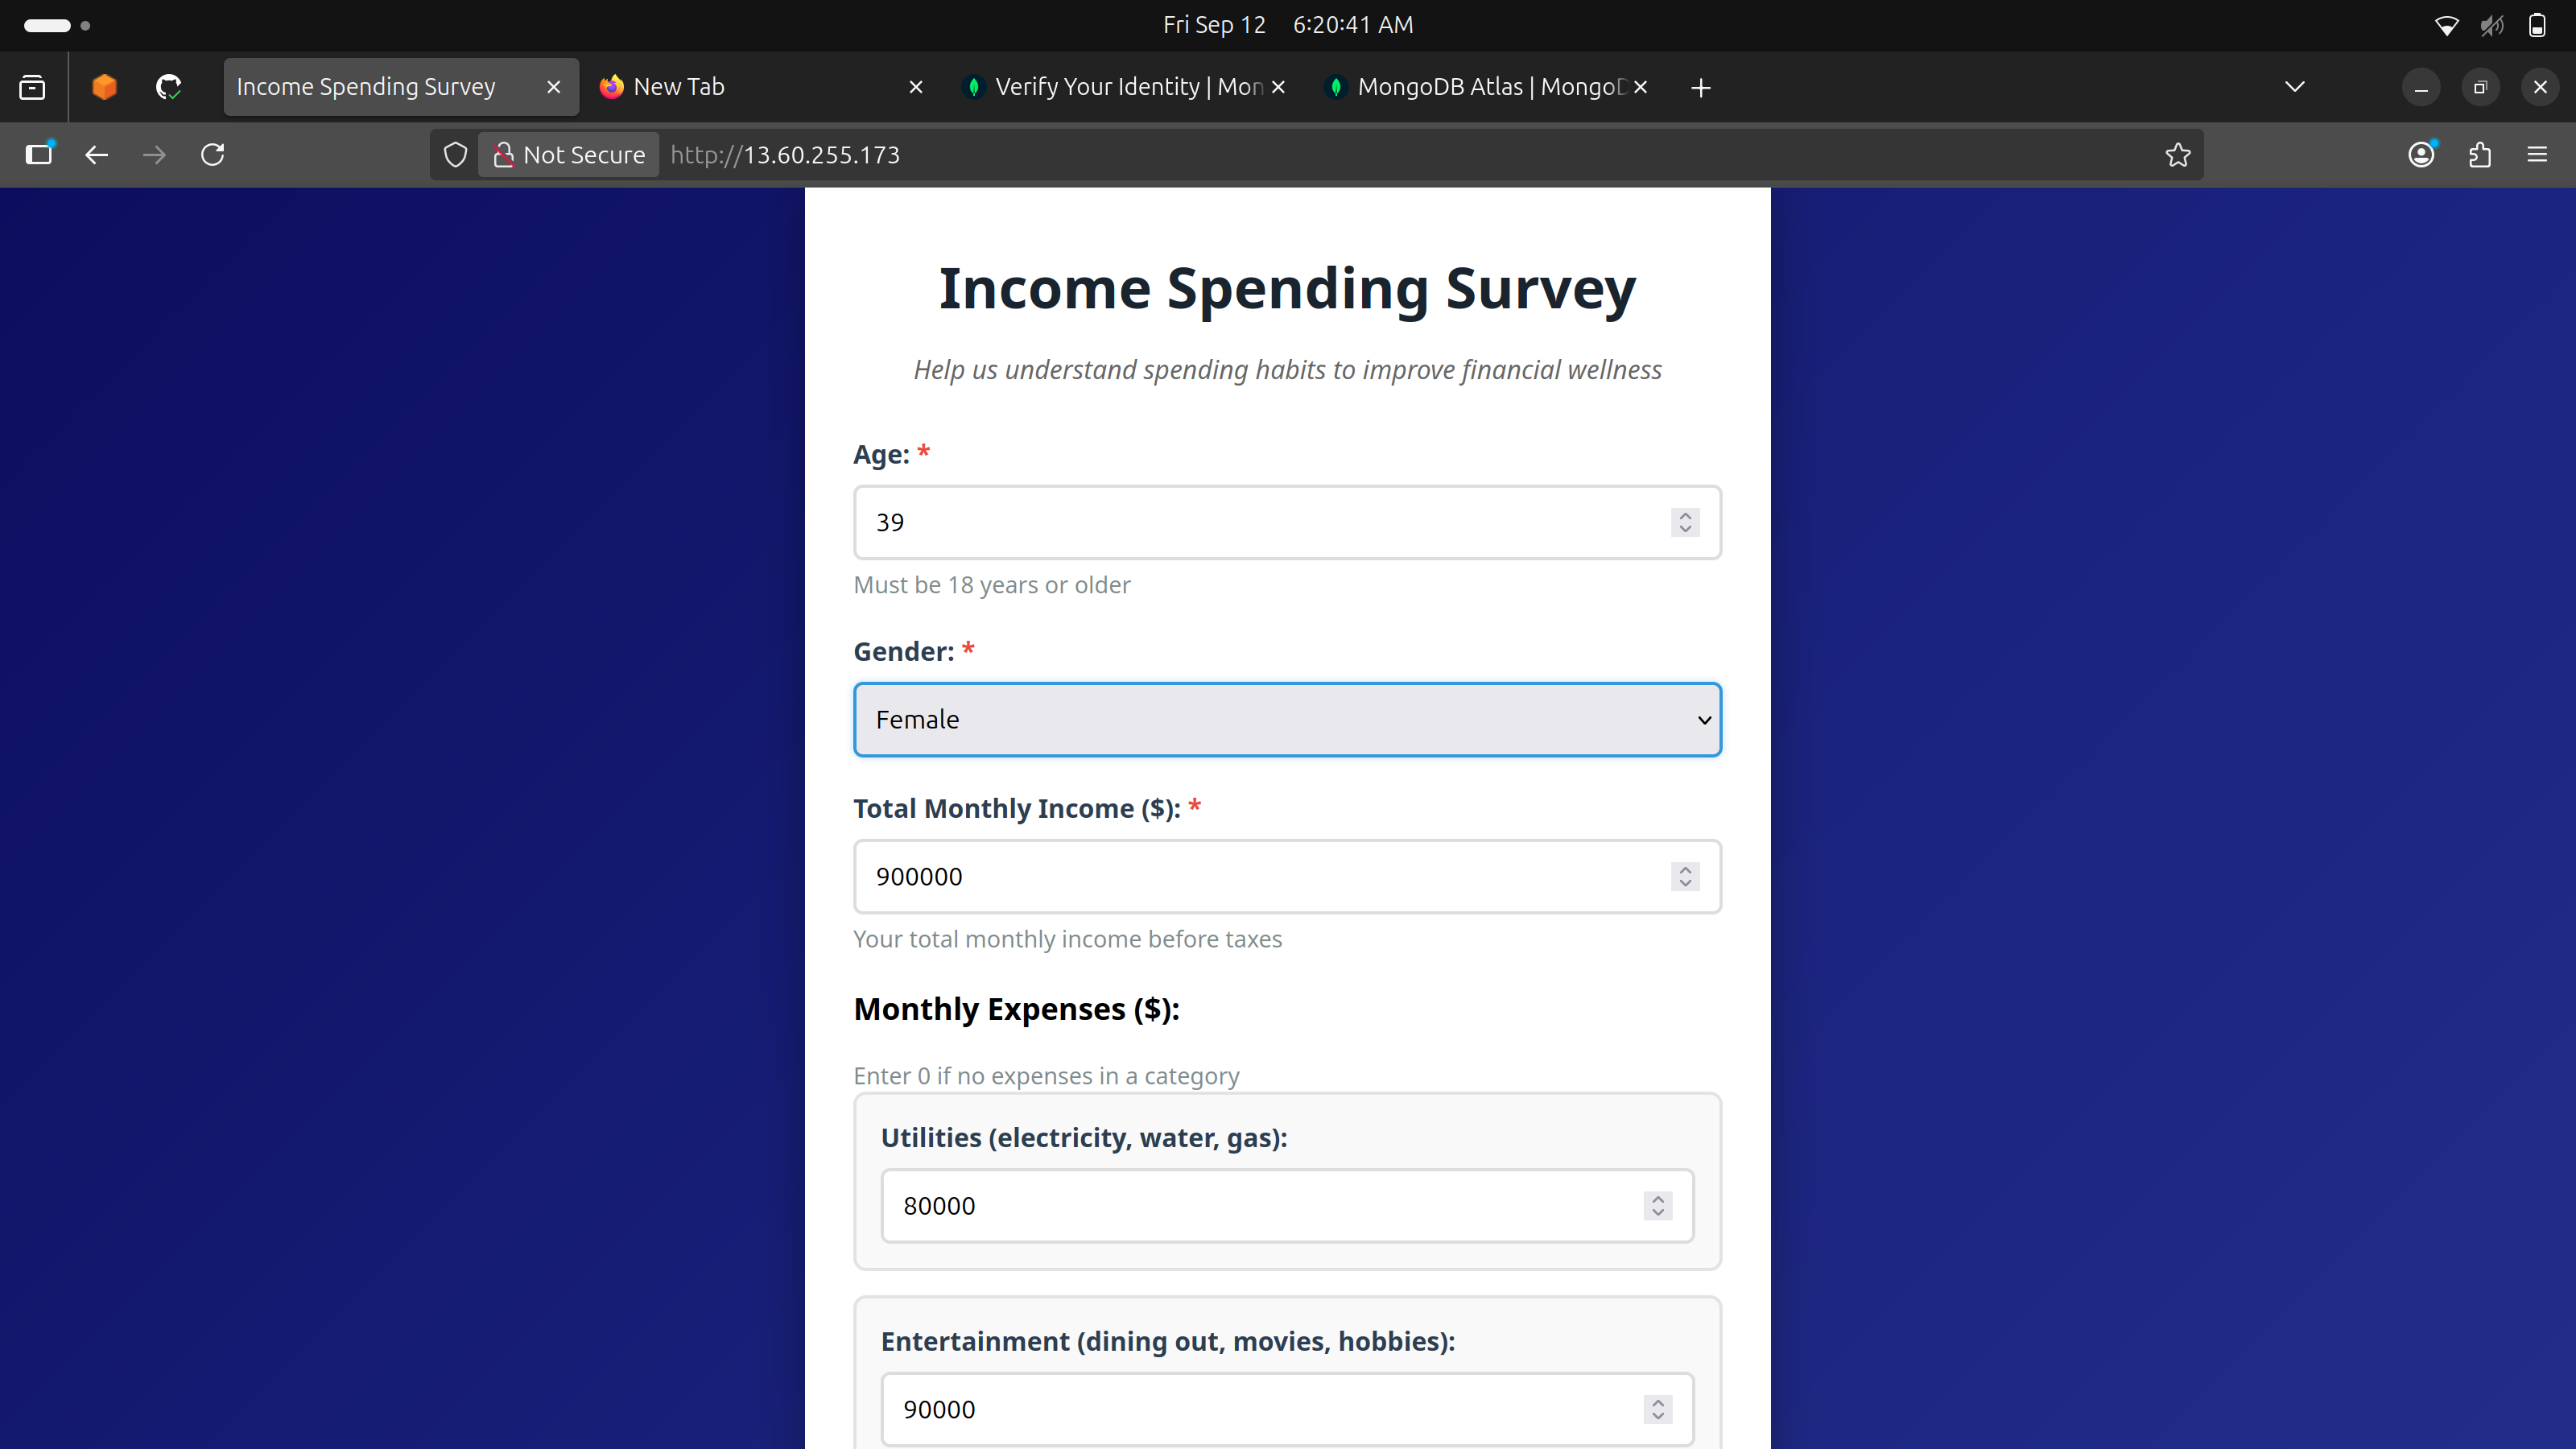 Fri Sep 12 6:20:41 AM
Income Spending Survey
New Tab
Verify Your Identity | Mon
MongoDB Atlas | MongoD
Not Secure http://13.60.255.173
Income Spending Survey
Help us understand spending habits to improve financial wellness
Age: *
39
Must be 18 years or older
Gender: *
Female
Total Monthly Income ($): *
900000
Your total monthly income before taxes
Monthly Expenses ($):
Enter 0 if no expenses in a category
Utilities (electricity, water, gas):
80000
Entertainment (dining out, movies, hobbies):
90000